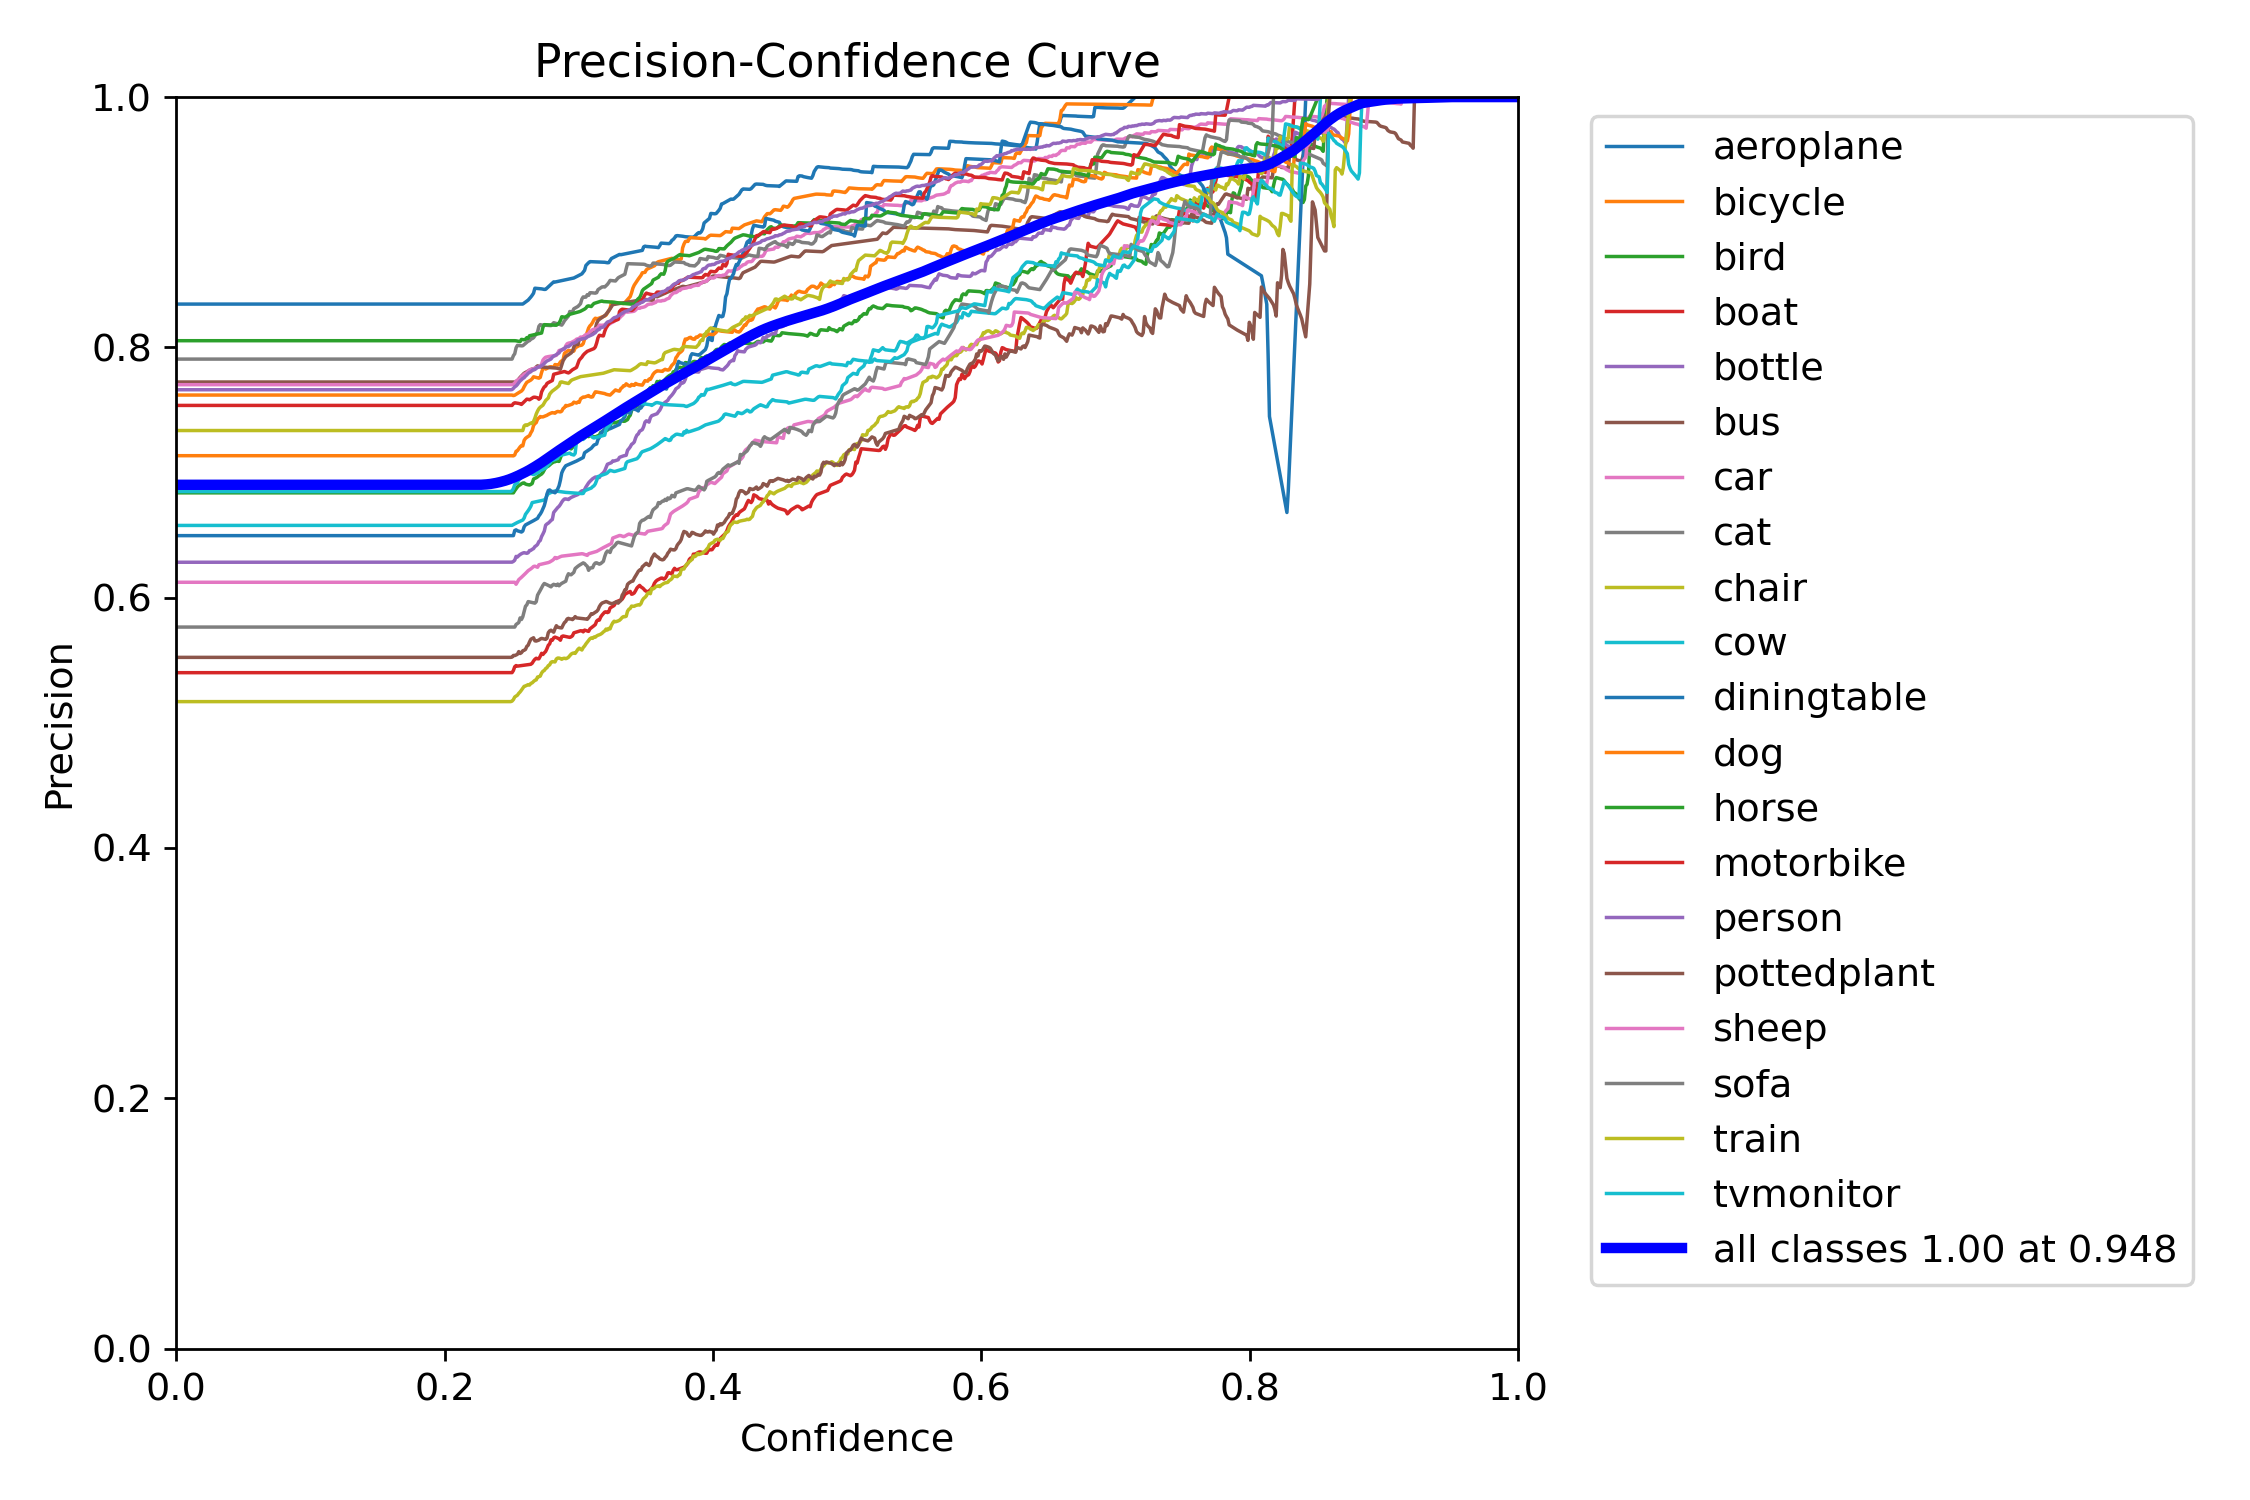 Precision-Confidence Curve
1.0
0.8
0.6
0.4
0.2
0.0
Precision
0.0 0.2 0.4 0.6 0.8 1.0
Confidence
aeroplane
bicycle
bird
boat
bottle
bus
car
cat
chair
cow
diningtable
dog
horse
motorbike
person
pottedplant
sheep
sofa
train
tvmonitor
all classes 1.00 at 0.948